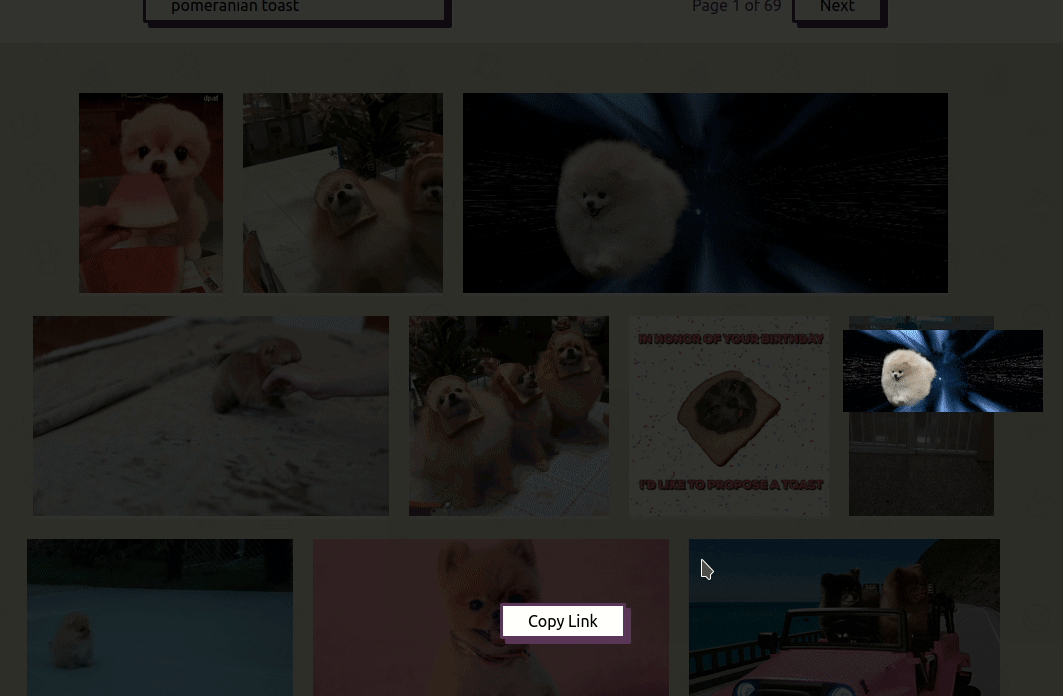 pomeranian toast
Page 1 of 69
Next
dpaf
IN HONOR OF YOUR BIRTHDAY
I'D LIKE TO PROPOSE A TOAST
Copy Link